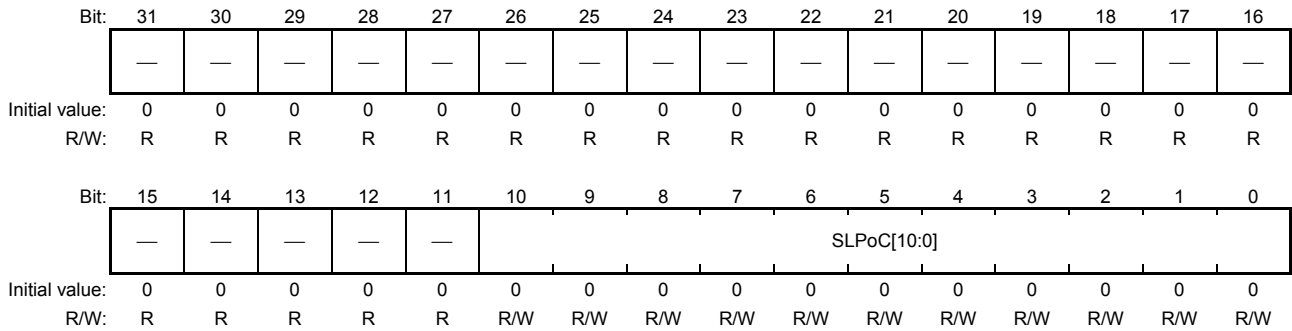 Bit: 31 30 29 28 27 26 25 24 23 22 21 20 19 18 17 16
— — — — — — — — — — — — — — — —
Initial value: 0 0 0 0 0 0 0 0 0 0 0 0 0 0 0 0
R/W: R R R R R R R R R R R R R R R R
Bit: 15 14 13 12 11 10 9 8 7 6 5 4 3 2 1 0
— — — — — SLPoC[10:0]
Initial value: 0 0 0 0 0 0 0 0 0 0 0 0 0 0 0 0
R/W: R R R R R R/W R/W R/W R/W R/W R/W R/W R/W R/W R/W R/W